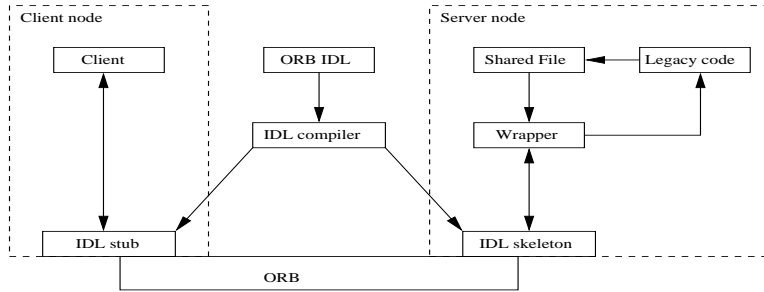 Client node
Server node
Client
ORB IDL
Shared File
Legacy code
IDL compiler
Wrapper
IDL stub
IDL skeleton
ORB